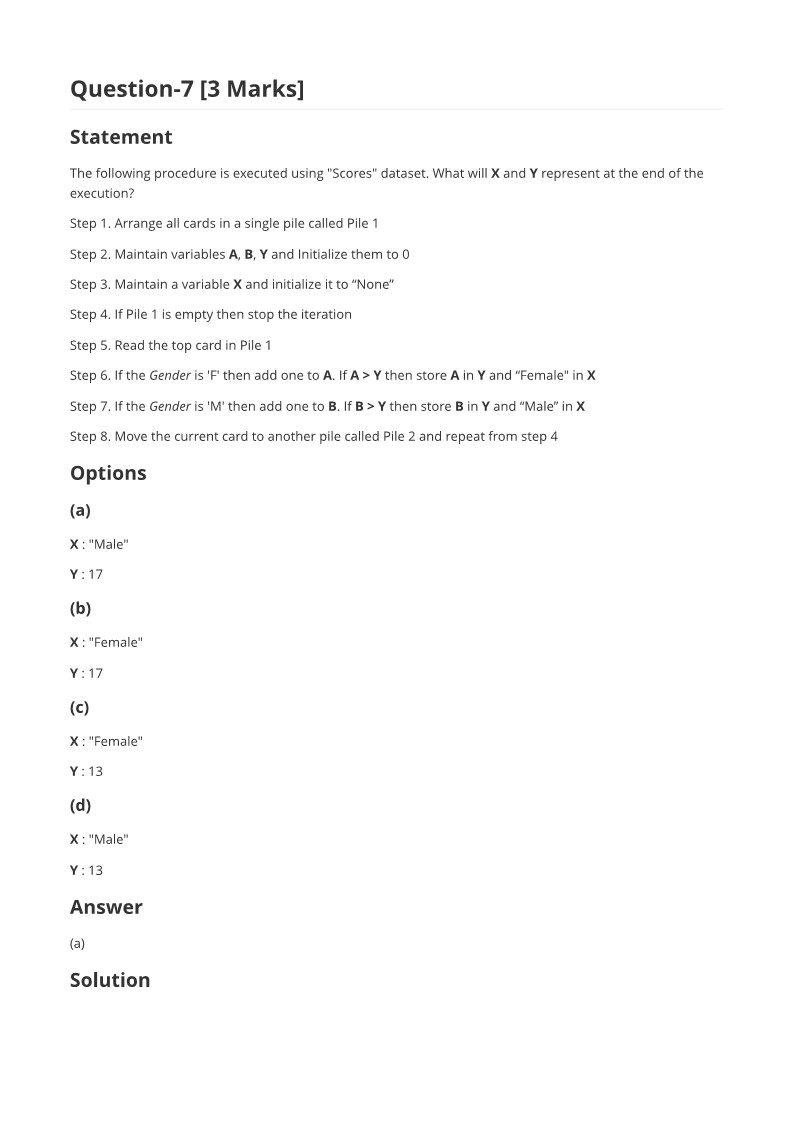 Question-7 [3 Marks]
Statement
The following procedure is executed using "Scores" dataset. What will X and Y represent at the end of the
execution?
Step 1. Arrange all cards in a single pile called Pile 1
Step 2. Maintain variables A, B, Y and Initialize them to 0
Step 3. Maintain a variable X and initialize it to “None”
Step 4. If Pile 1 is empty then stop the iteration
Step 5. Read the top card in Pile 1
Step 6. If the Gender is 'F' then add one to A. If A > Y then store A in Y and “Female" in X
Step 7. If the Gender is 'M' then add one to B. If B > Y then store B in Y and “Male” in X
Step 8. Move the current card to another pile called Pile 2 and repeat from step 4
Options
(a)
X : "Male"
Y : 17
(b)
X : "Female"
Y : 17
(c)
X : "Female"
Y : 13
(d)
X : "Male"
Y : 13
Answer
(a)
Solution